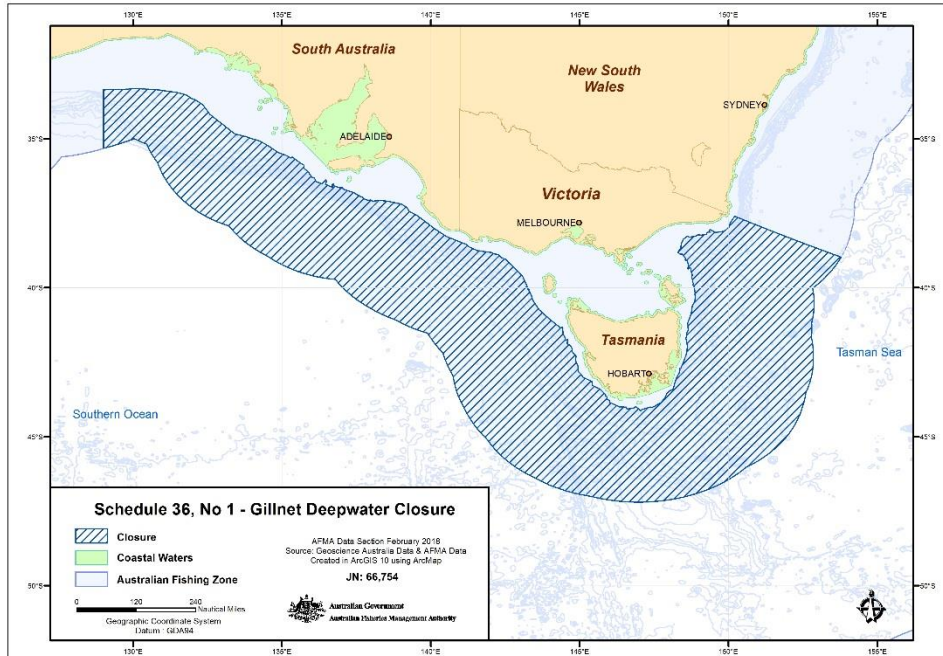 130°E
135°E
140°E
145°E
150°E
155°E
South Australia
New South
Wales
SYDNEY
ADELAIDE
35°S
35°S
Victoria
MELBOURNE
40°S
40°S
Tasmania
Tasman Sea
HOBART
Southern Ocean
45°S
45°S
Schedule 36, No 1 - Gillnet Deepwater Closure
Closure
Coastal Waters
Australian Fishing Zone
AFMA Data Section February 2018
Source: Geoscience Australia Data & AFMA Data
Created in ArcGIS 10 using ArcMap
JN: 66,754
0 120 240
Nautical Miles
Geographic Coordinate System
Datum : GDA94
Australian Government
Australian Fisheries Management Authority
50°S
50°S
130°E
135°E
140°E
145°E
150°E
155°E